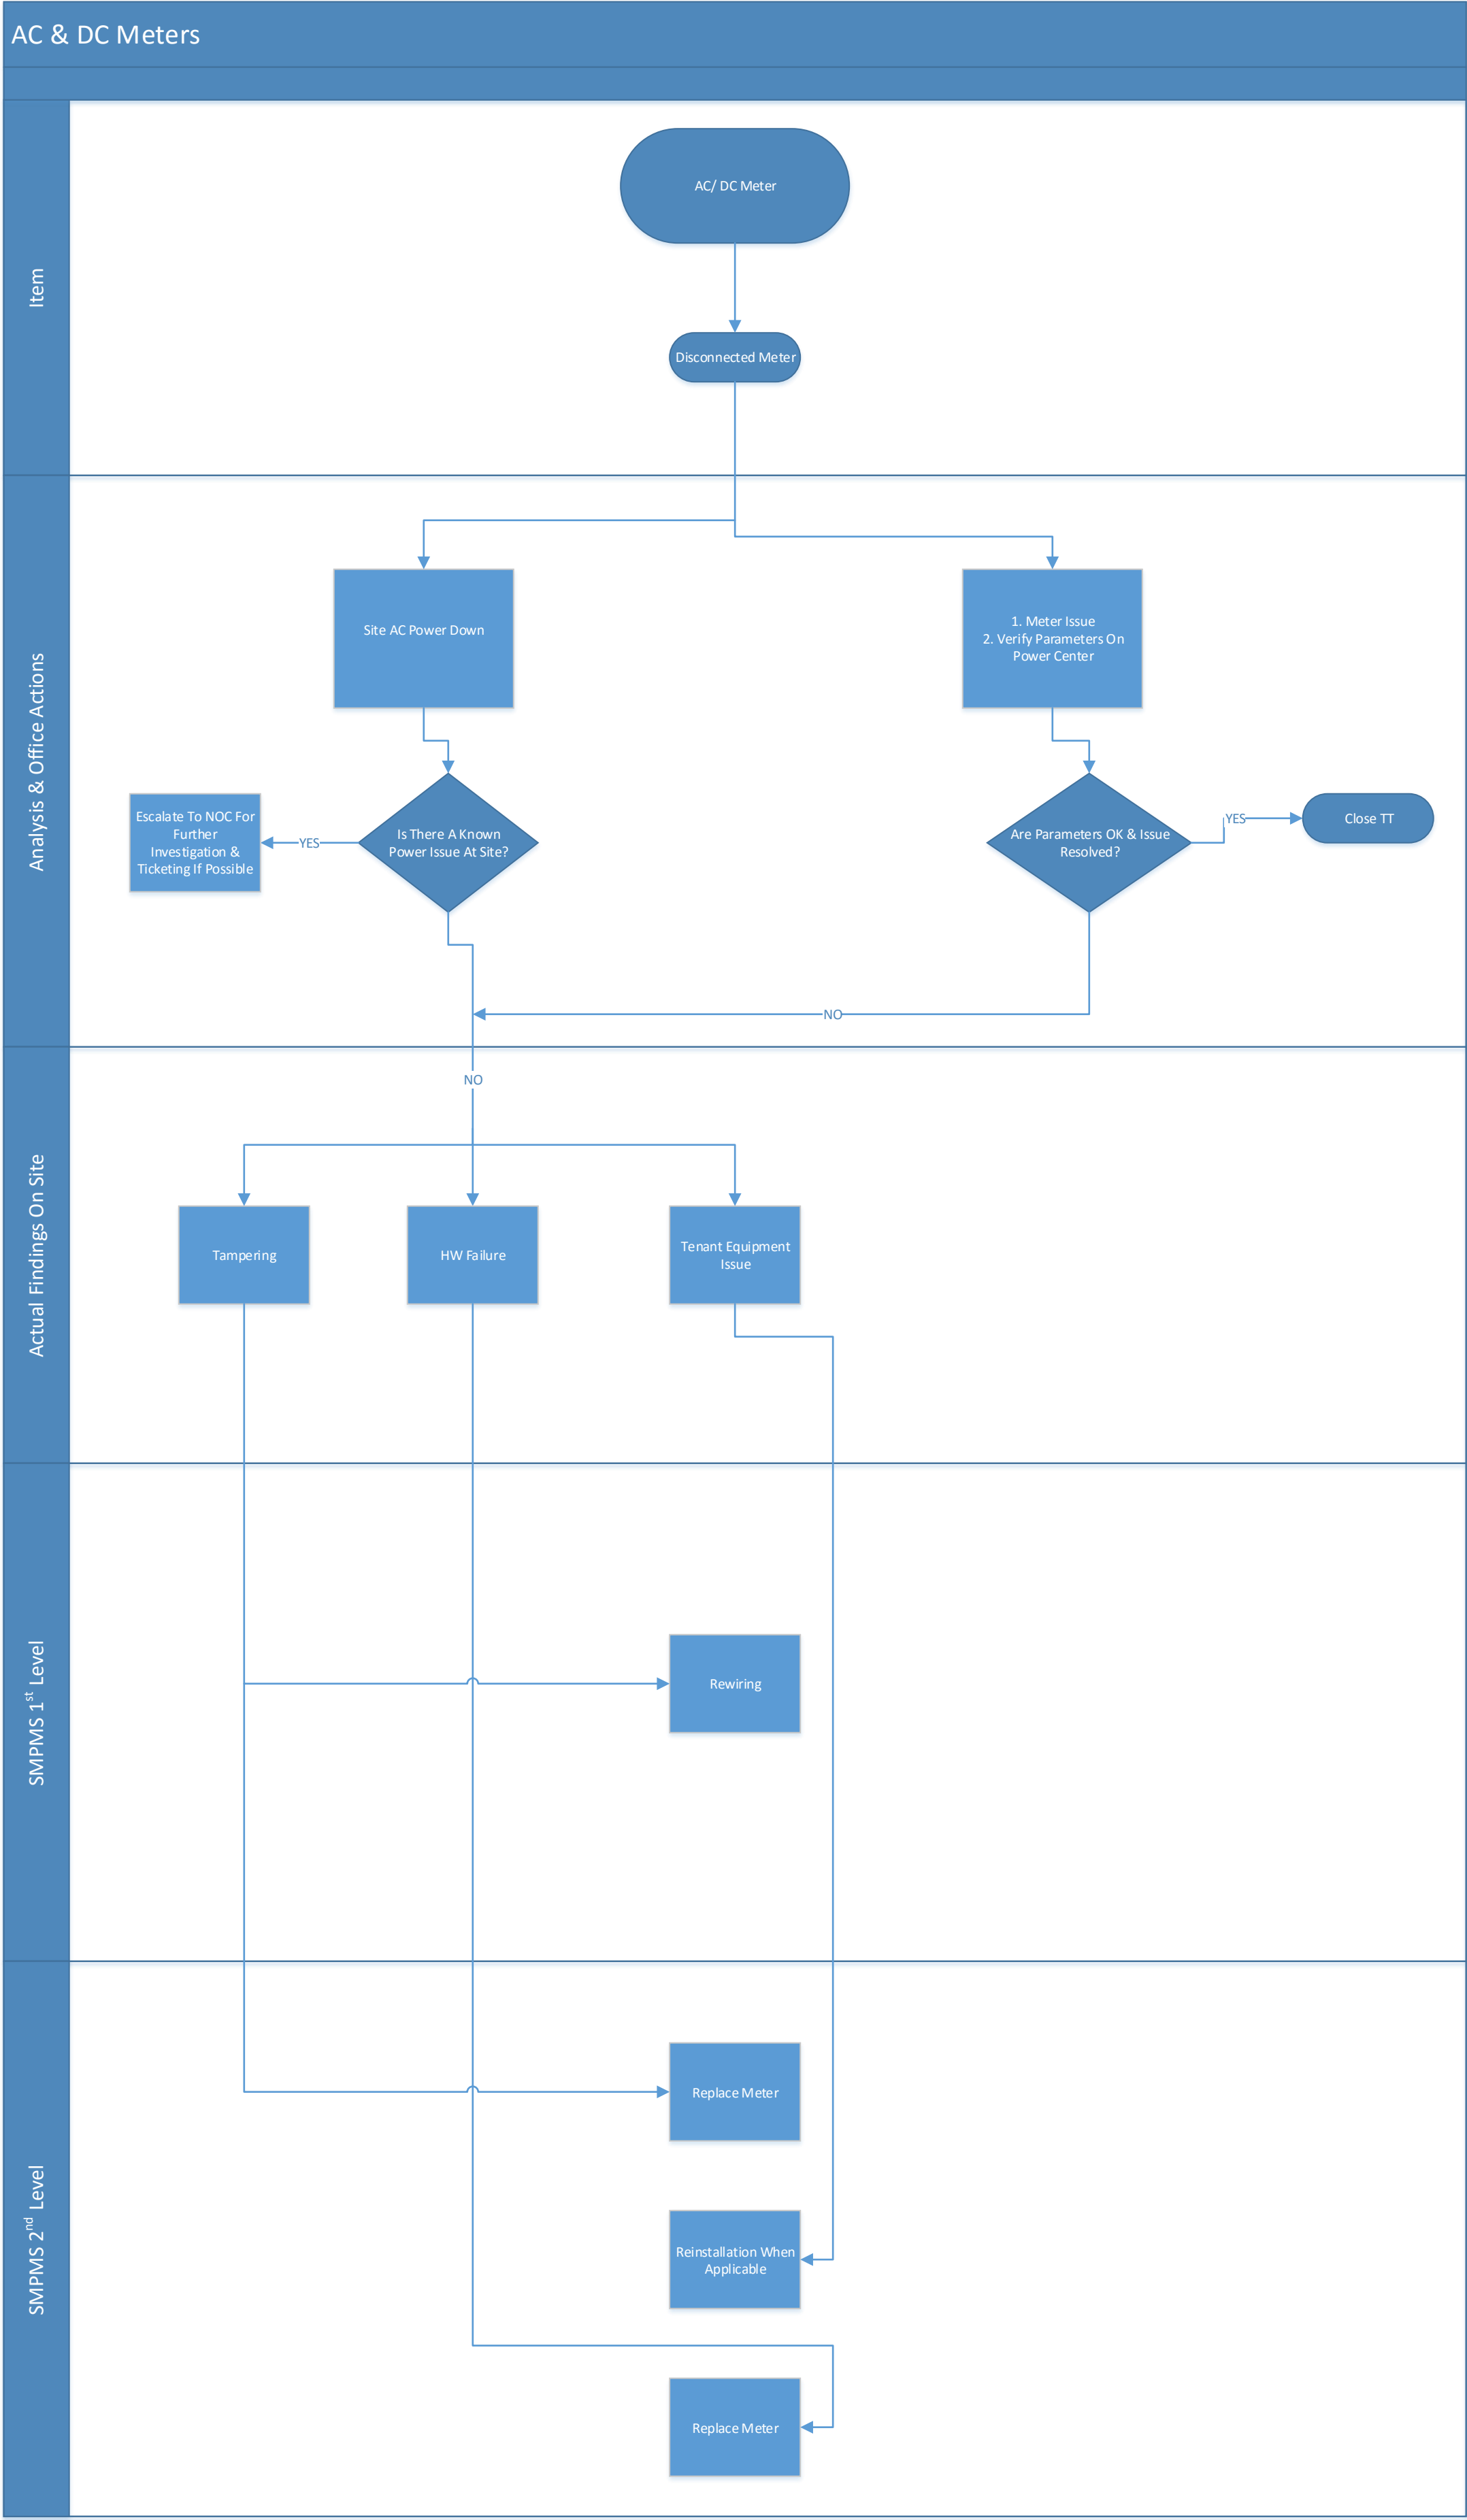 AC & DC Meters
Item
AC/ DC Meter
Disconnected Meter
Analysis & Office Actions
Site AC Power Down
1. Meter Issue
2. Verify Parameters On
Power Center
Escalate To NOC For
Further
Investigation &
Ticketing If Possible
YES
Is There A Known
Power Issue At Site?
Are Parameters OK & Issue
Resolved?
YES
Close TT
NO
Actual Findings On Site
NO
Tampering
HW Failure
Tenant Equipment
Issue
SMPMS 1st Level
Rewiring
SMPMS 2nd Level
Replace Meter
Reinstallation When
Applicable
Replace Meter